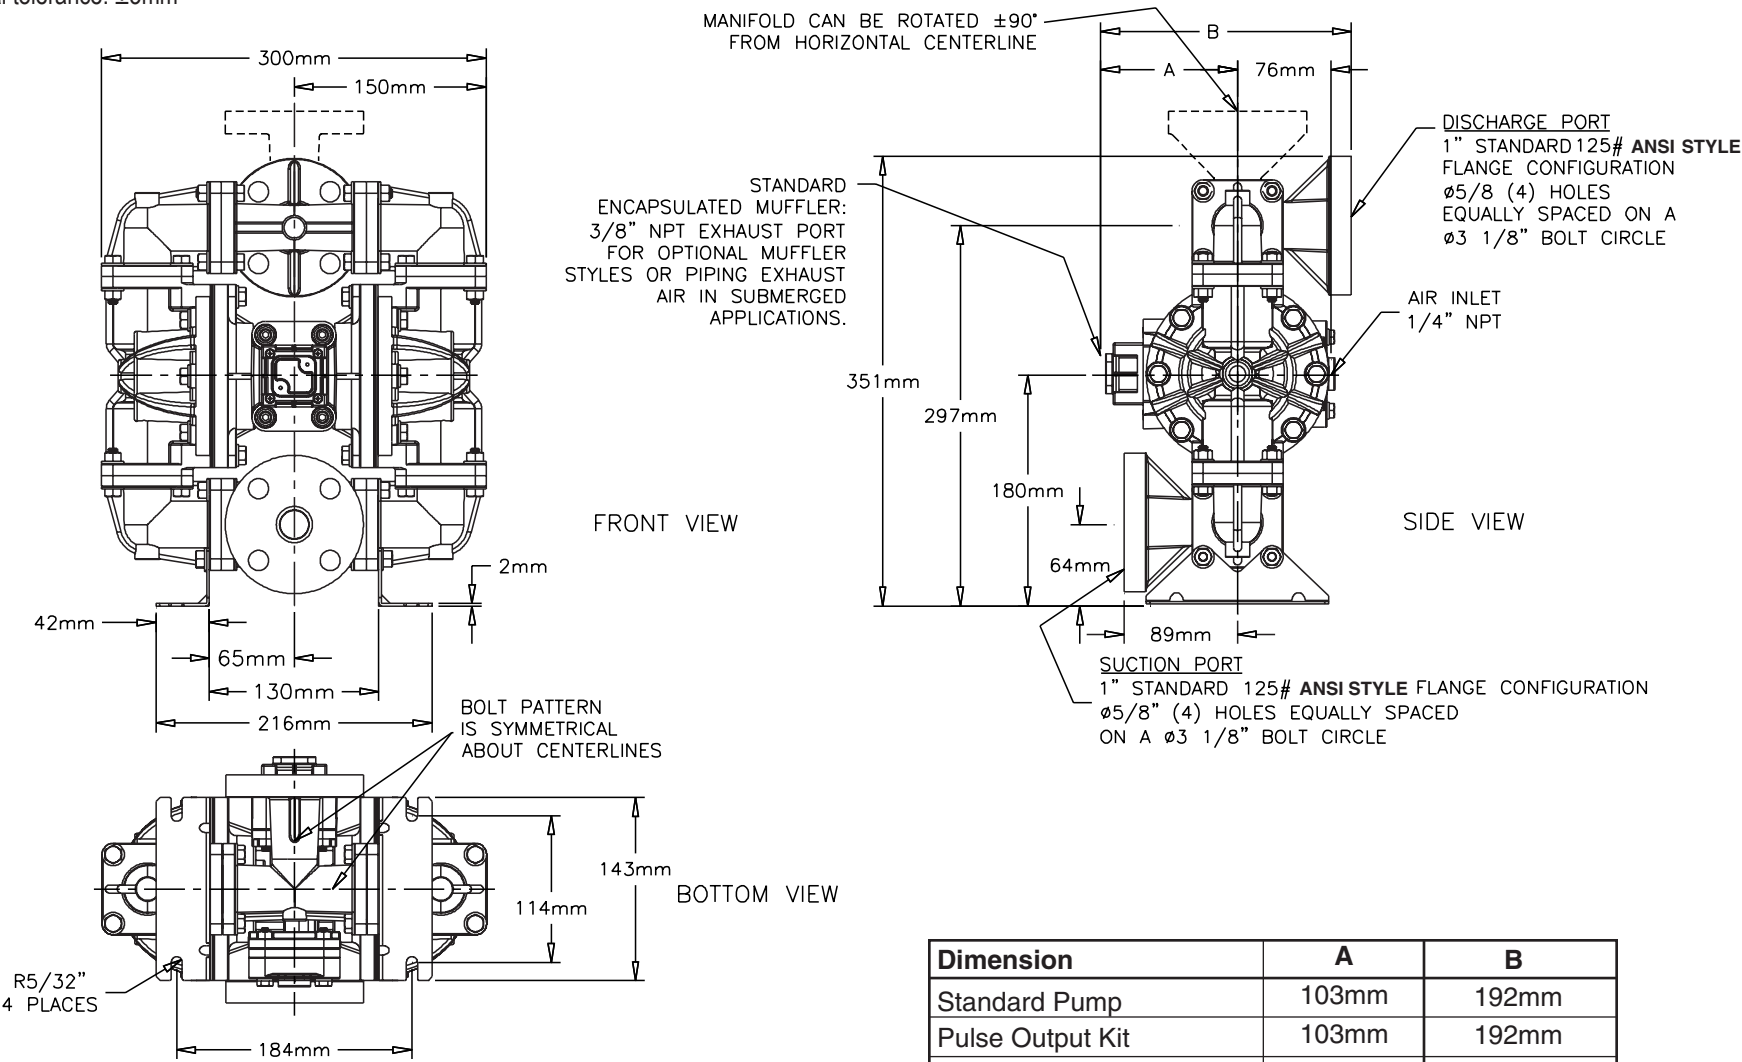 tolerance: ±3mm
300mm
150mm
MANIFOLD CAN BE ROTATED ±90°
FROM HORIZONTAL CENTERLINE
B
A
76mm
DISCHARGE PORT
1" STANDARD 125# ANSI STYLE
FLANGE CONFIGURATION
ø5/8 (4) HOLES
EQUALLY SPACED ON A
ø3 1/8" BOLT CIRCLE
STANDARD
ENCAPSULATED MUFFLER:
3/8" NPT EXHAUST PORT
FOR OPTIONAL MUFFLER
STYLES OR PIPING EXHAUST
AIR IN SUBMERGED
APPLICATIONS.
AIR INLET
1/4" NPT
351mm
297mm
180mm
64mm
89mm
FRONT VIEW
SIDE VIEW
2mm
42mm
65mm
130mm
216mm
SUCTION PORT
1" STANDARD 125# ANSI STYLE FLANGE CONFIGURATION
ø5/8" (4) HOLES EQUALLY SPACED
ON A ø3 1/8" BOLT CIRCLE
BOLT PATTERN
IS SYMMETRICAL
ABOUT CENTERLINES
143mm
114mm
BOTTOM VIEW
R5/32"
4 PLACES
184mm
Dimension A B
Standard Pump 103mm 192mm
Pulse Output Kit 103mm 192mm